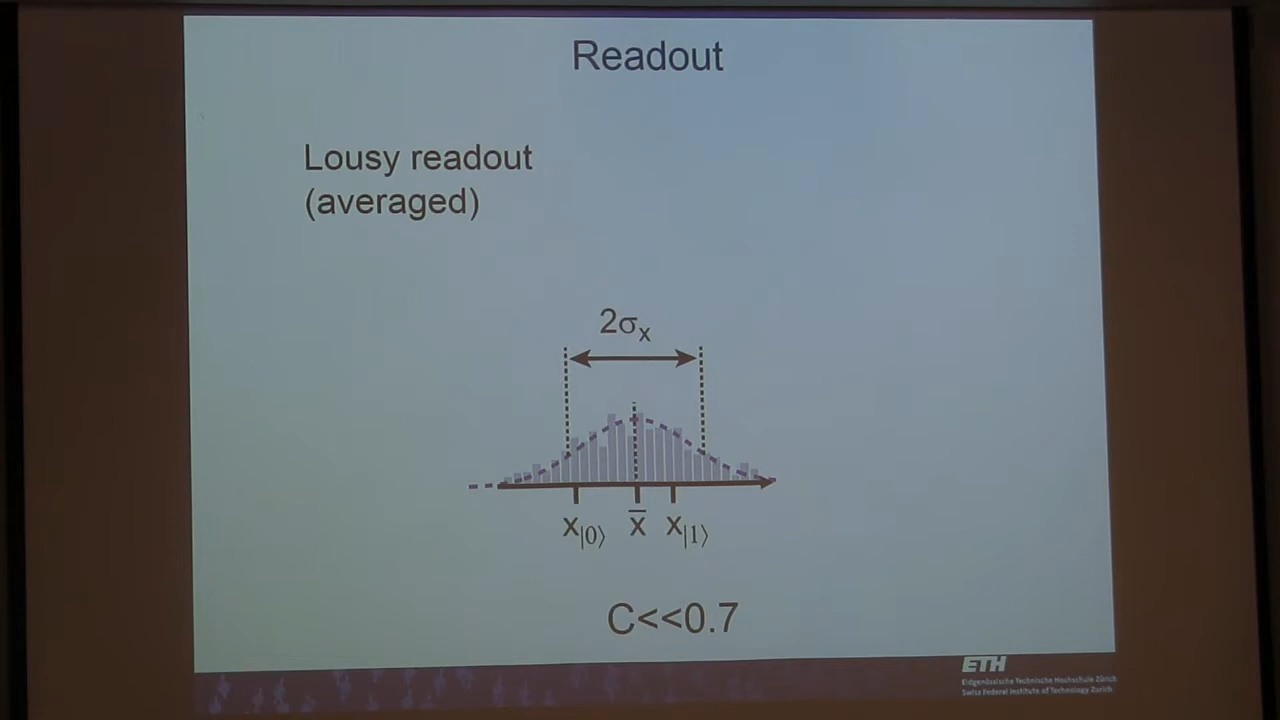 Readout
Lousy readout
(averaged)
2σx
x|0⟩ x̅ x|1⟩
C<<0.7
ETH
Eidgenössische Technische Hochschule Zürich
Swiss Federal Institute of Technology Zurich